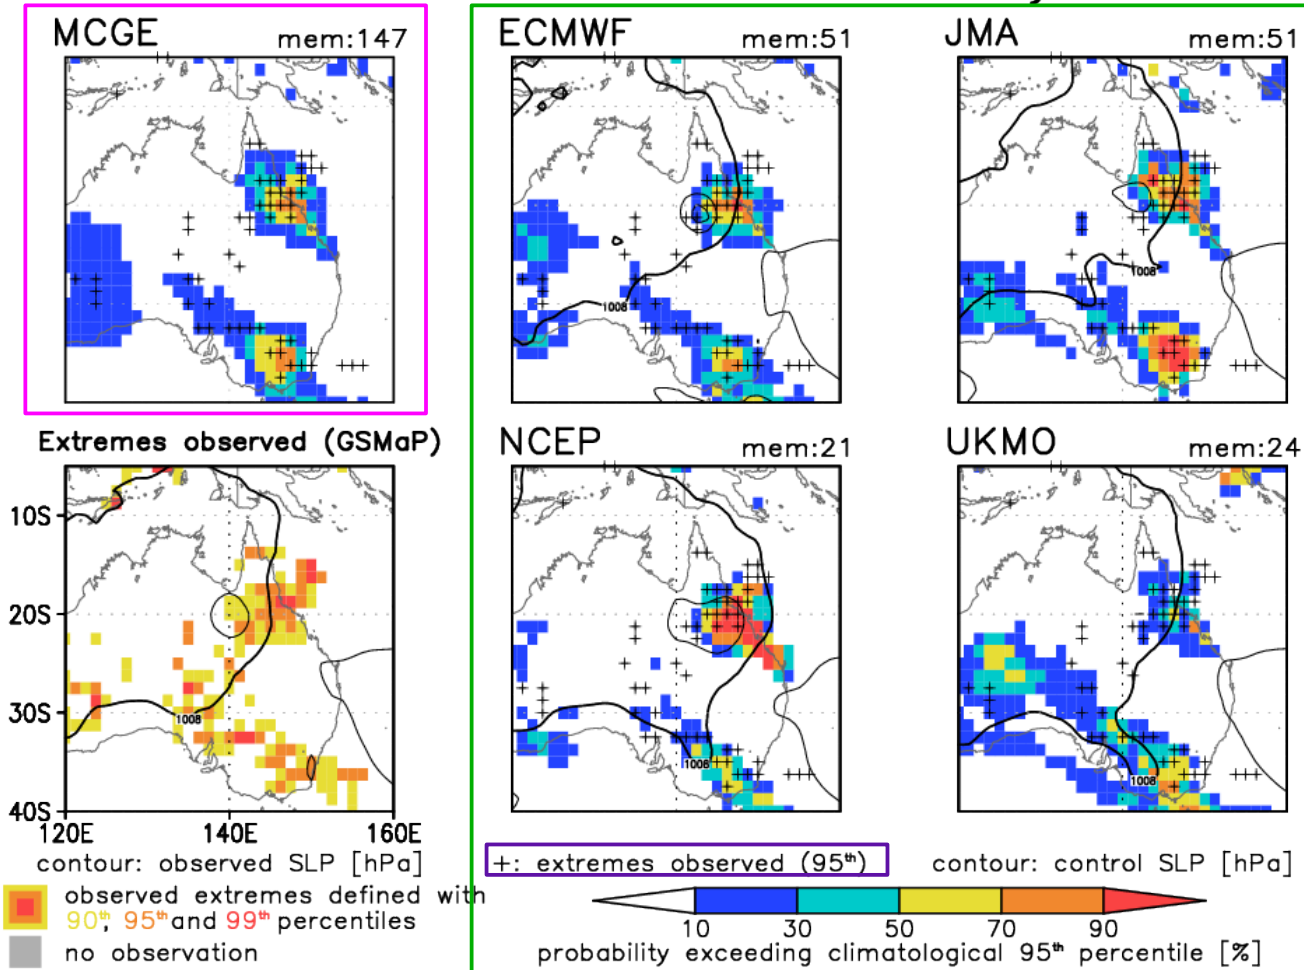 MCGE mem:147
ECMWF mem:51
JMA mem:51
1008
1008
Extremes observed (GSMaP)
NCEP mem:21
UKMO mem:24
10S
20S
30S
40S
1008
1008
1008
120E 140E 160E
contour: observed SLP [hPa]
+: extremes observed (95th)
contour: control SLP [hPa]
observed extremes defined with
90th, 95th and 99th percentiles
no observation
10 30 50 70 90
probability exceeding climatological 95th percentile [%]